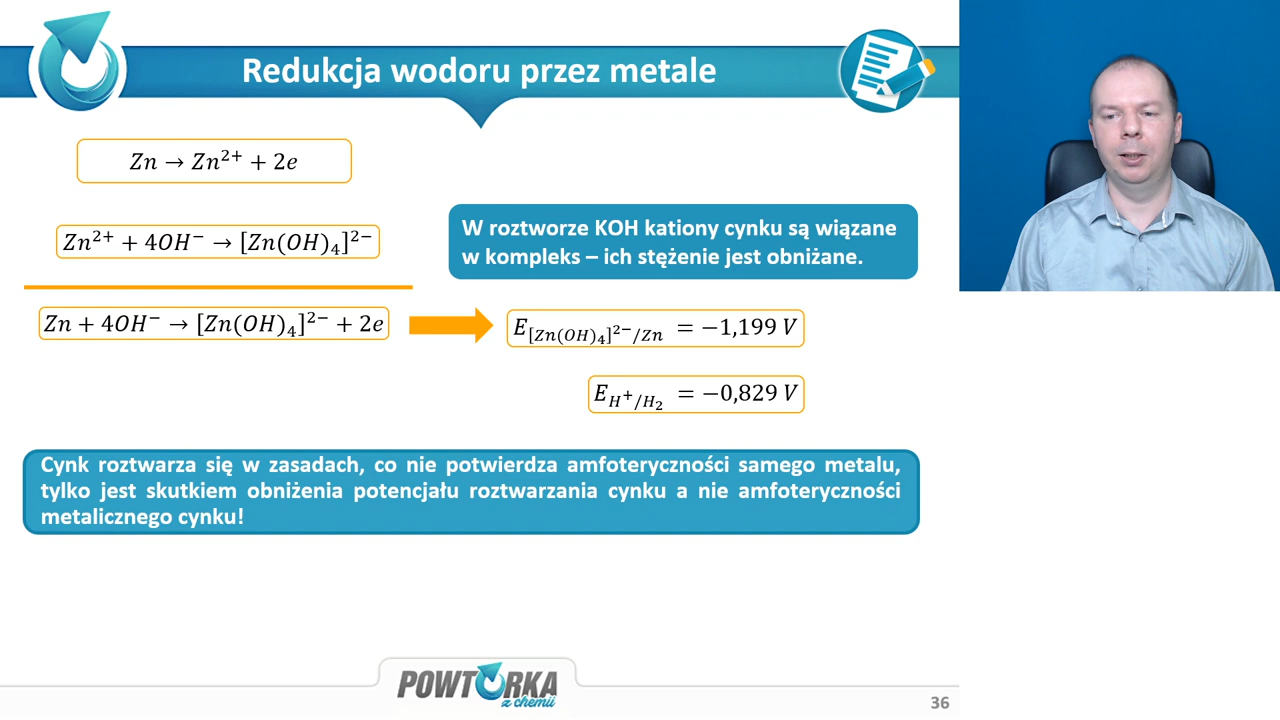 Redukcja wodoru przez metale
Zn → Zn²⁺ + 2e
Zn²⁺ + 4OH⁻ → [Zn(OH)₄]²⁻
W roztworze KOH kationy cynku są wiązane
w kompleks – ich stężenie jest obniżane.
Zn + 4OH⁻ → [Zn(OH)₄]²⁻ + 2e
E[Zn(OH)₄]²⁻/Zn = −1,199 V
E_H⁺/H₂ = −0,829 V
Cynk roztwarza się w zasadach, co nie potwierdza amfoteryczności samego metalu,
tylko jest skutkiem obniżenia potencjału roztwarzania cynku a nie amfoteryczności
metalicznego cynku!
POWTÓRKA
z chemii
36